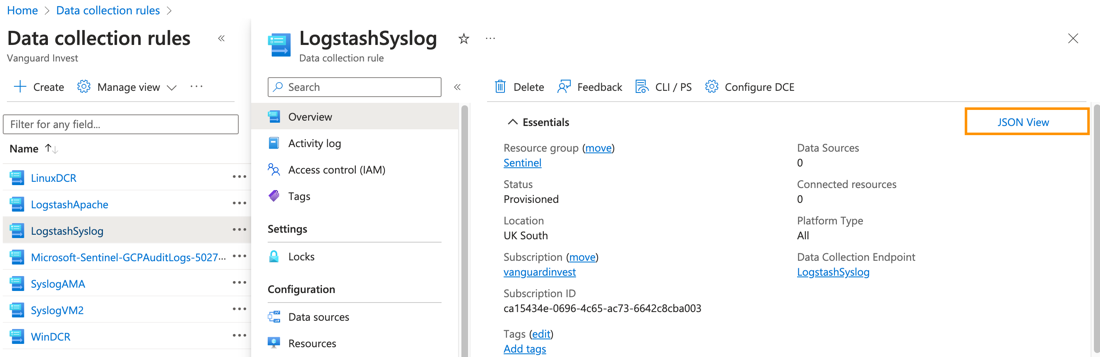 Home > Data collection rules >
Data collection rules «
Vanguard Invest
+ Create Manage view ···
Filter for any field...
Name ↑↓
LinuxDCR ···
LogstashApache ···
LogstashSyslog ···
Microsoft-Sentinel-GCPAuditLogs-5027... ···
SyslogAMA ···
SyslogVM2 ···
WinDCR ···
LogstashSyslog ☆ ···
Data collection rule
Search «
Overview
Activity log
Access control (IAM)
Tags
Settings
Locks
Configuration
Data sources
Resources
Delete Feedback CLI / PS Configure DCE
Essentials JSON View
Resource group (move)
Sentinel
Status
Provisioned
Location
UK South
Subscription (move)
vanguardinvest
Subscription ID
ca15434e-0696-4c65-ac73-6642c8cba003
Tags (edit)
Add tags
Data Sources
0
Connected resources
0
Platform Type
All
Data Collection Endpoint
LogstashSyslog